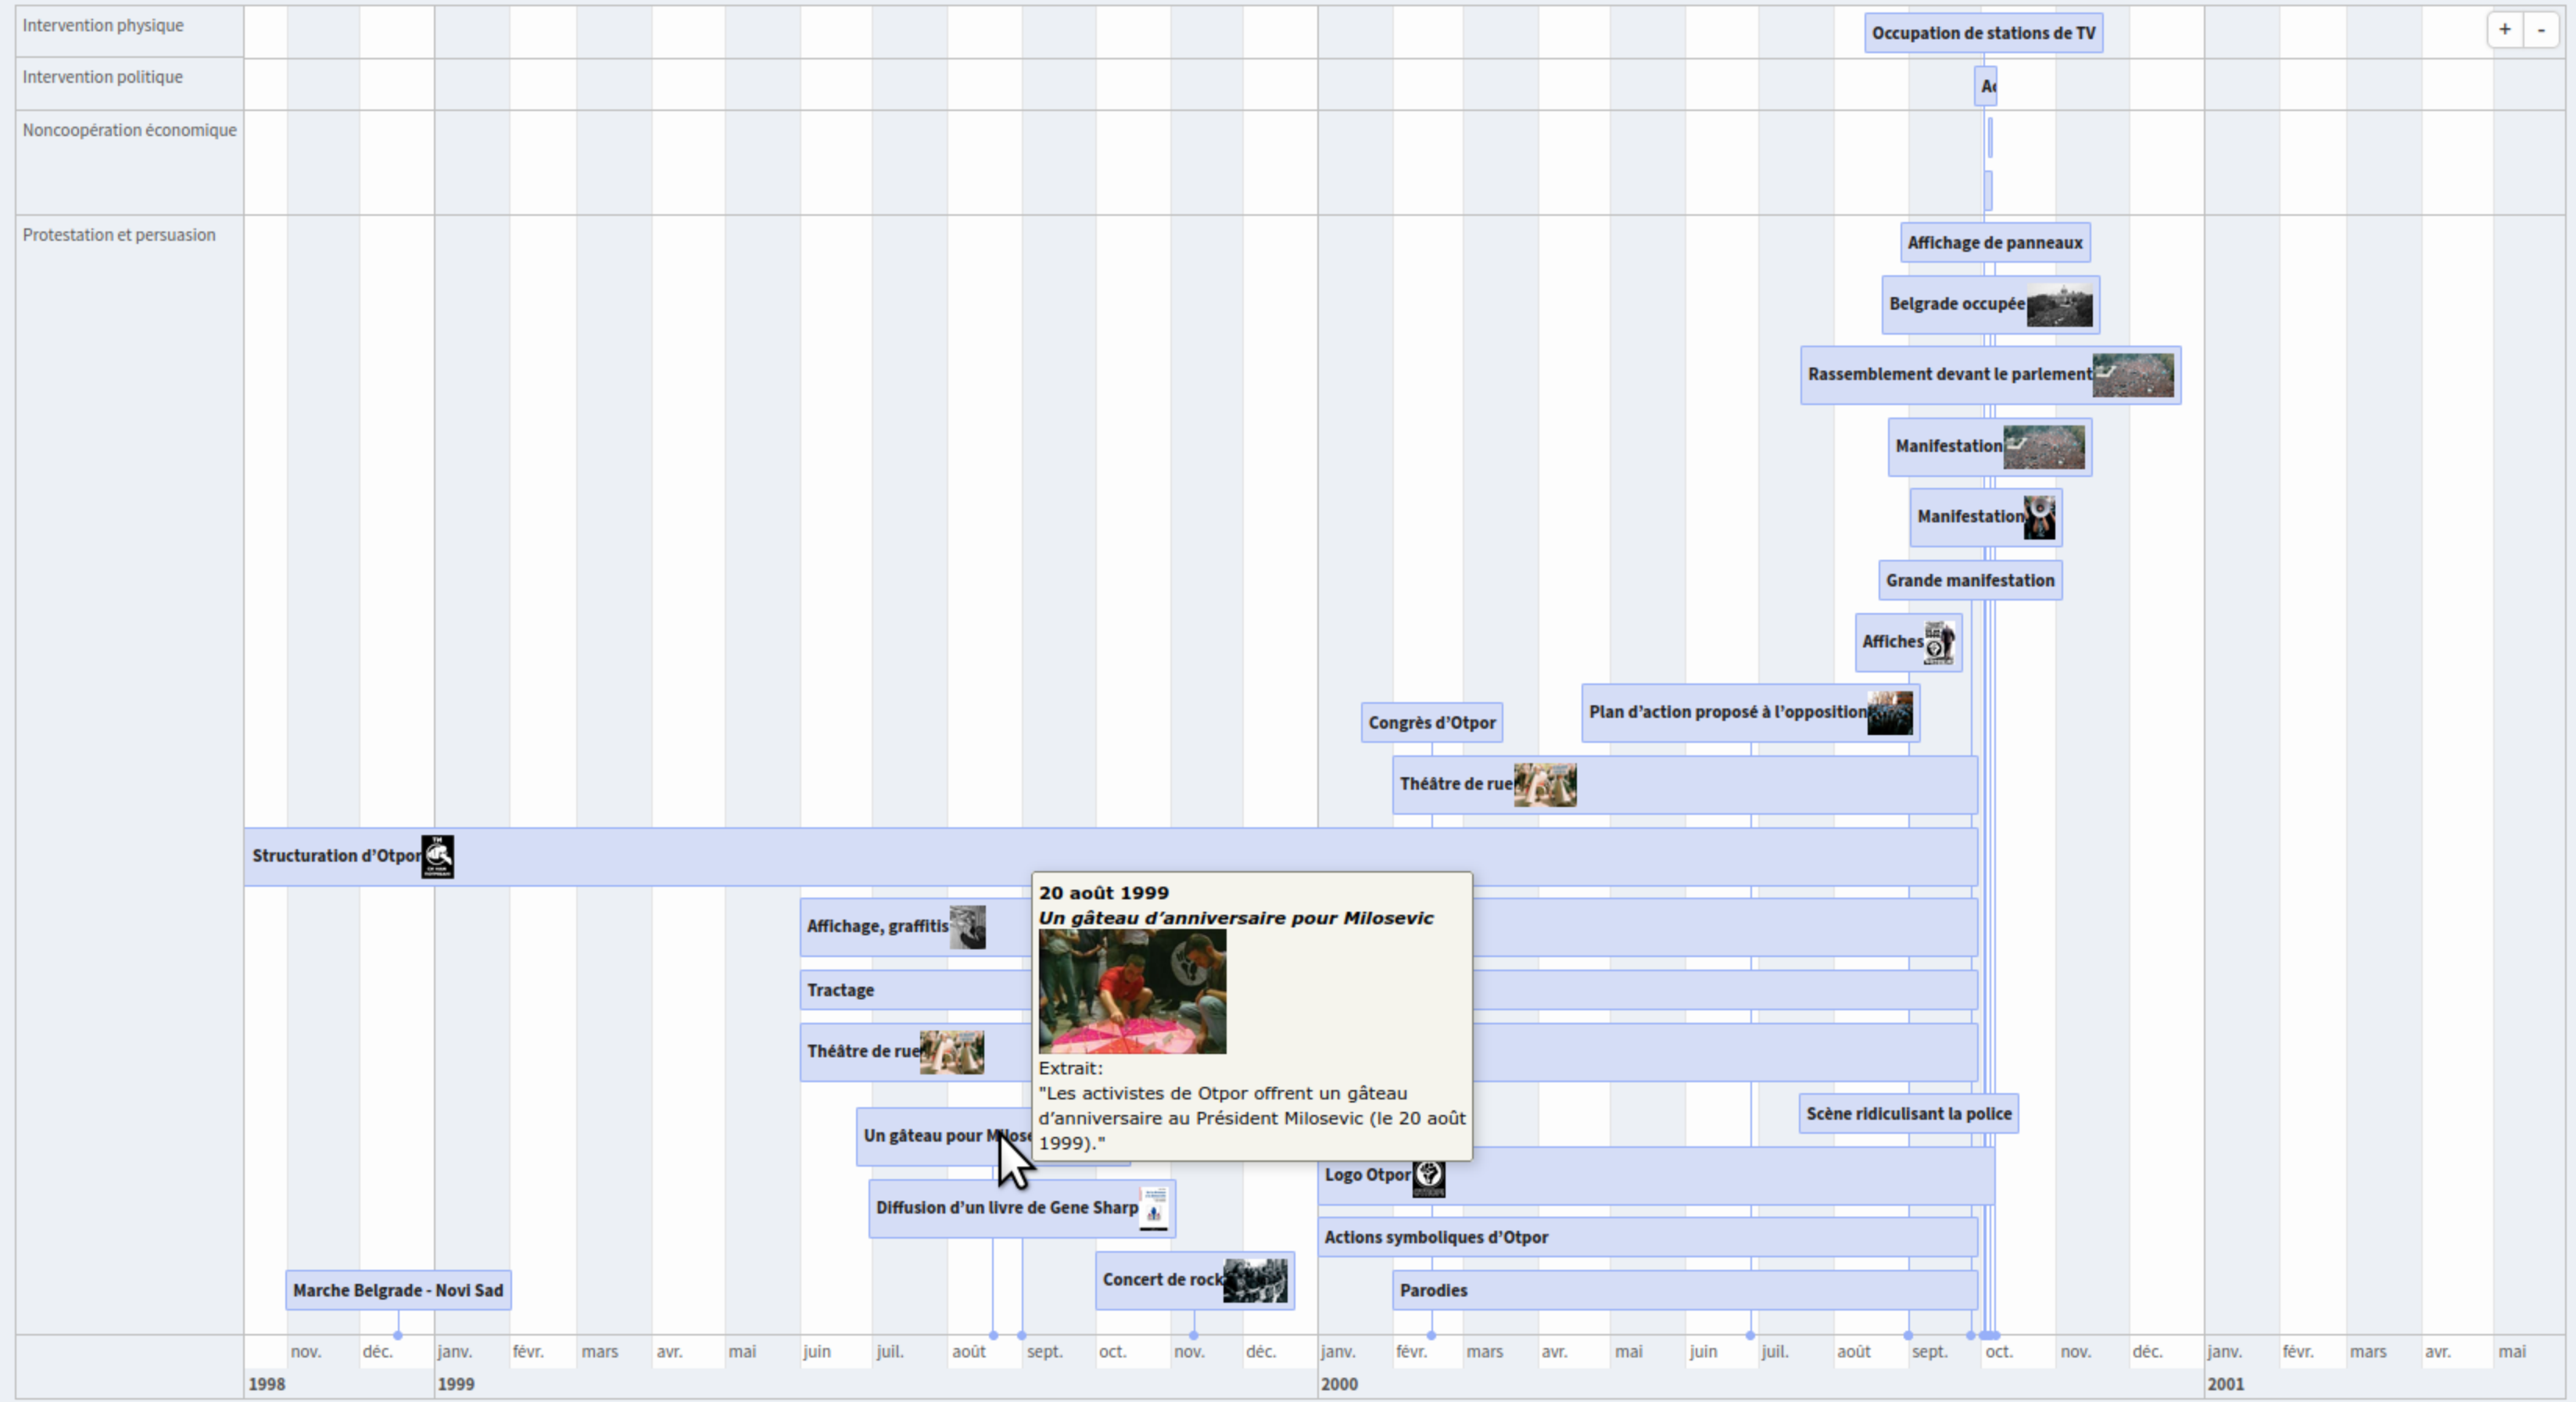 Intervention physique
Occupation de stations de TV
+ -
Intervention politique
Noncoopération économique
Protestation et persuasion
Affichage de panneaux
Belgrade occupée
Rassemblement devant le parlement
Manifestation
Manifestation
Grande manifestation
Affiches
Plan d’action proposé à l’opposition
Congrès d’Otpor
Théâtre de rue
Structuration d’Otpor
20 août 1999
Un gâteau d’anniversaire pour Milosevic
Extrait:
"Les activistes de Otpor offrent un gâteau
d’anniversaire au Président Milosevic (le 20 août
1999)."
Affichage, graffitis
Tractage
Théâtre de rue
Scène ridiculisant la police
Un gâteau pour Milose
Logo Otpor
Diffusion d’un livre de Gene Sharp
Actions symboliques d’Otpor
Concert de rock
Marche Belgrade - Novi Sad
Parodies
nov. déc. janv. févr. mars avr. mai juin juil. août sept. oct. nov. déc. janv. févr. mars avr. mai juin juil. août sept. oct. nov. déc. janv. févr. mars avr. mai
1998 1999 2000 2001